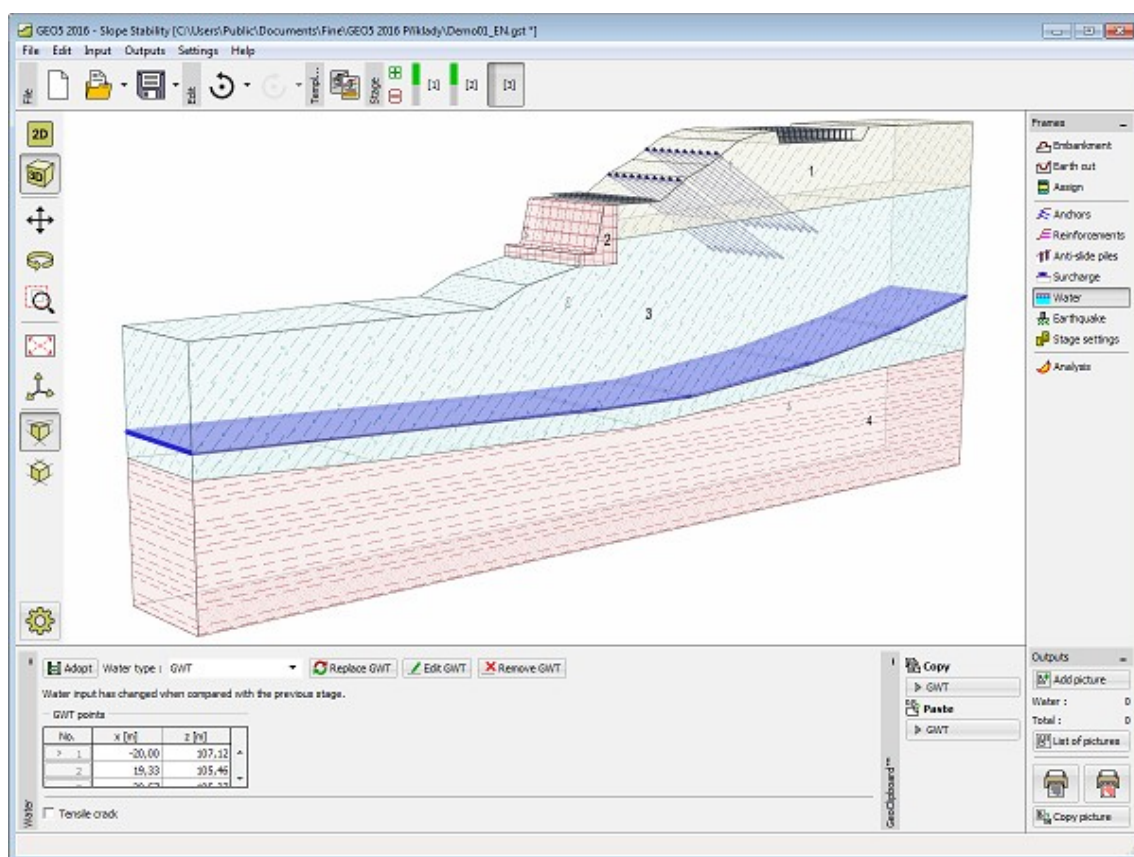 GEO5 2016 - Slope Stability [C:\Users\Public\Documents\Fine\GEO5 2016 Příklady\Demo01_EN.gst *]
File Edit Input Outputs Settings Help
File
Edit
Templ...
Stage
[1] [2] [3]
2D
3D
1
2
3
4
Frames
Embankment
Earth cut
Assign
Anchors
Reinforcements
Anti-slide piles
Surcharge
Water
Earthquake
Stage settings
Analysis
Adopt Water type : GWT Replace GWT Edit GWT Remove GWT
Water input has changed when compared with the previous stage.
GWT points
No. x [m] z [m]
> 1 -20,00 107,12
2 19,33 105,46
Tensile crack
Water
GeoClipboard™
Copy
GWT
Paste
GWT
Outputs
Add picture
Water : 0
Total : 0
List of pictures
Copy picture